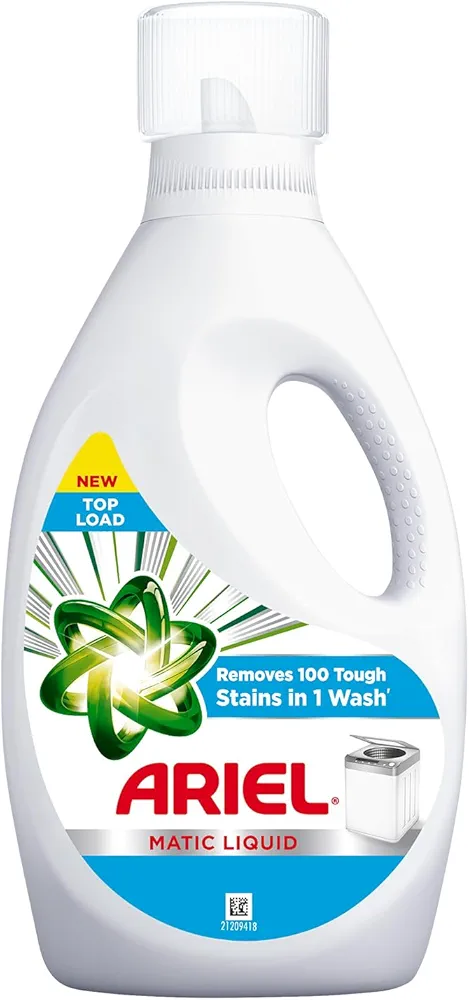 NEW
TOP
LOAD
Removes 100 Tough
Stains in 1 Wash'
ARIEL®
MATIC LIQUID
21209418